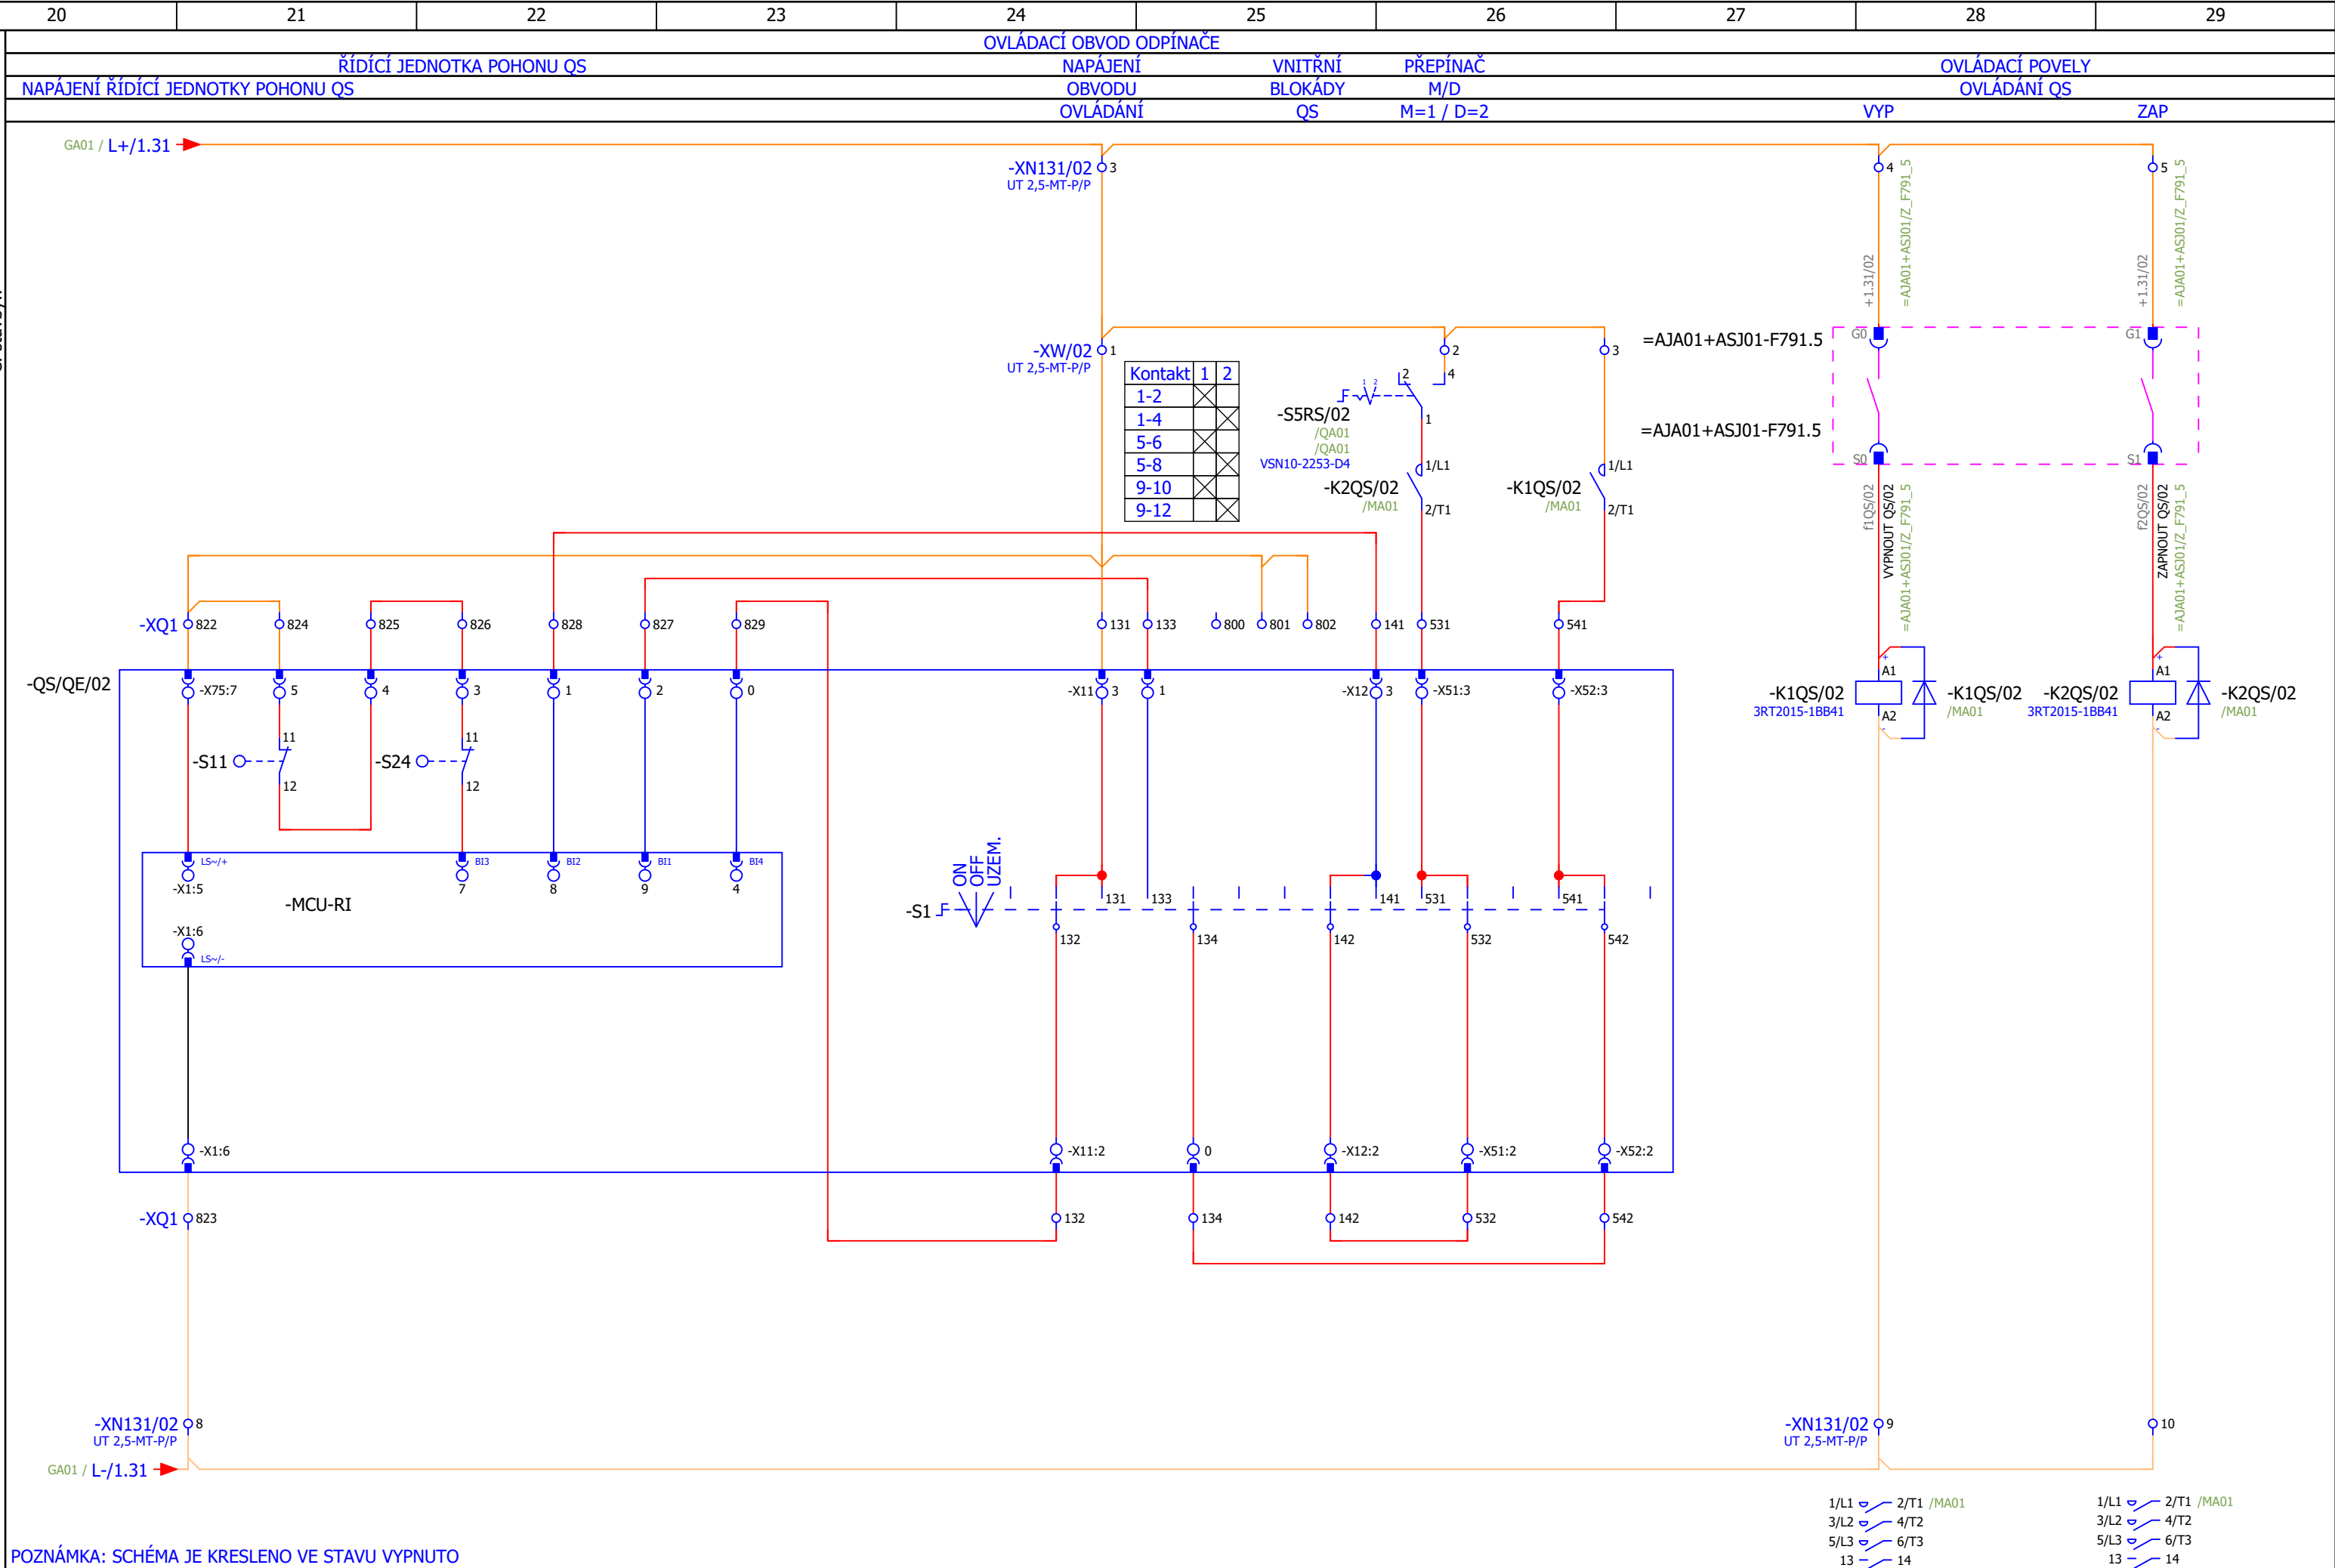 20 21 22 23 24 25 26 27 28 29
OVLÁDACÍ OBVOD ODPÍNAČE
ŘÍDÍCÍ JEDNOTKA POHONU QS
NAPÁJENÍ ŘÍDÍCÍ JEDNOTKY POHONU QS
NAPÁJENÍ
OBVODU
OVLÁDÁNÍ
VNITŘNÍ
BLOKÁDY
QS
PŘEPÍNAČ
M/D
M=1 / D=2
OVLÁDACÍ POVELY
OVLÁDÁNÍ QS
VYP
ZAP
GA01 / L+/1.31
-XN131/02 3
UT 2,5-MT-P/P
4
5
=AJA01+ASJ01/Z_F791_5
+1.31/02
=AJA01+ASJ01/Z_F791_5
+1.31/02
-XW/02 1
UT 2,5-MT-P/P
2
3
Kontakt 1 2
1-2
1-4
5-6
5-8
9-10
9-12
1 2
2 4
1
-S5RS/02
/QA01
/QA01
VSN10-2253-D4
1/L1
-K2QS/02
/MA01
2/T1
1/L1
-K1QS/02
/MA01
2/T1
=AJA01+ASJ01-F791.5
G0
G1
=AJA01+ASJ01-F791.5
S0
S1
f1QS/02
VYPNOUT QS/02
=AJA01+ASJ01/Z_F791_5
f2QS/02
ZAPNOUT QS/02
=AJA01+ASJ01/Z_F791_5
-XQ1 822 824 825 826 828 827 829 131 133 800 801 802 141 531 541
-QS/QE/02
-X75:7 5 4 3 1 2 0 -X11 3 1 -X12 3 -X51:3 -X52:3
+
A1
-K1QS/02
3RT2015-1BB41
A2
-
-K1QS/02
/MA01
+
A1
-K2QS/02
3RT2015-1BB41
A2
-
-K2QS/02
/MA01
11
-S11
12
11
-S24
12
LS~/+ BI3 BI2 BI1 BI4
-X1:5 7 8 9 4
-MCU-RI
-X1:6
LS~/-
ON
OFF
UZEM.
-S1
131 133 141 531 541
132 134 142 532 542
-X1:6 -X11:2 0 -X12:2 -X51:2 -X52:2
-XQ1 823 132 134 142 532 542
-XN131/02 8
UT 2,5-MT-P/P
-XN131/02 9
UT 2,5-MT-P/P
10
GA01 / L-/1.31
1/L1 2/T1 /MA01
3/L2 4/T2
5/L3 6/T3
13 14
1/L1 2/T1 /MA01
3/L2 4/T2
5/L3 6/T3
13 14
POZNÁMKA: SCHÉMA JE KRESLENO VE STAVU VYPNUTO